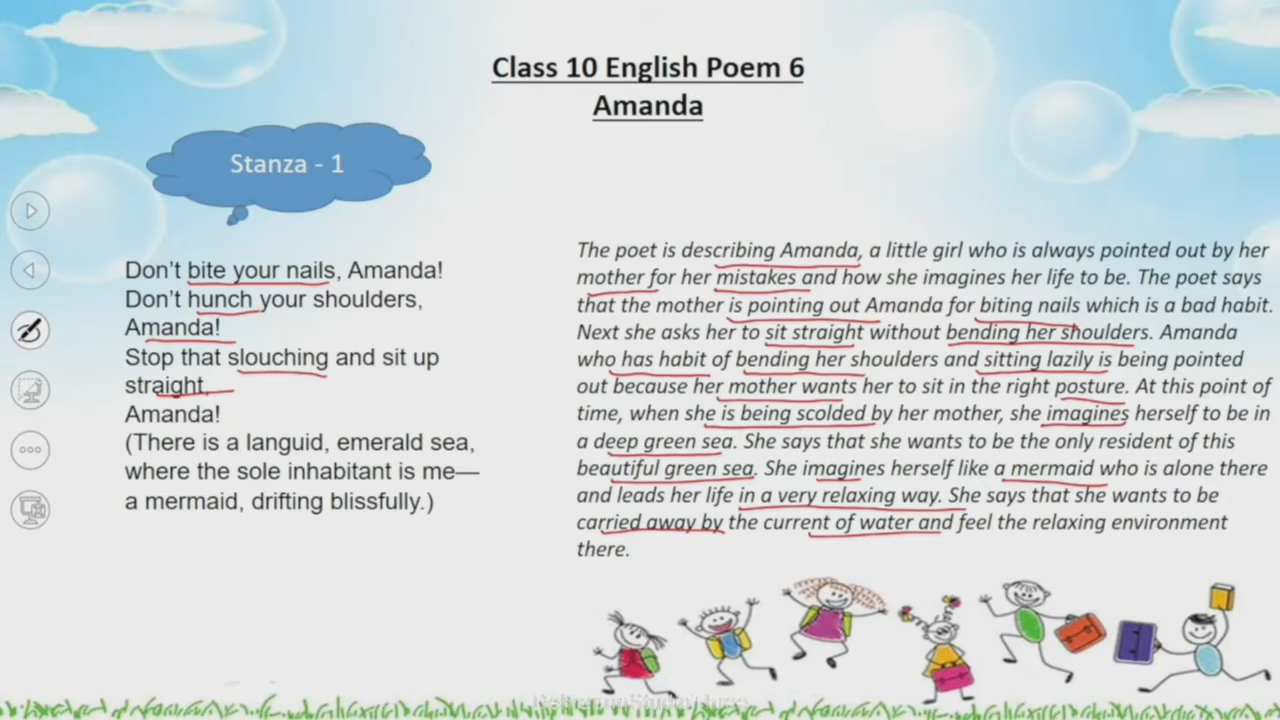 Class 10 English Poem 6
Amanda
Stanza - 1
Don’t bite your nails, Amanda!
Don’t hunch your shoulders,
Amanda!
Stop that slouching and sit up
straight,
Amanda!
(There is a languid, emerald sea,
where the sole inhabitant is me—
a mermaid, drifting blissfully.)
The poet is describing Amanda, a little girl who is always pointed out by her
mother for her mistakes and how she imagines her life to be. The poet says
that the mother is pointing out Amanda for biting nails which is a bad habit.
Next she asks her to sit straight without bending her shoulders. Amanda
who has habit of bending her shoulders and sitting lazily is being pointed
out because her mother wants her to sit in the right posture. At this point of
time, when she is being scolded by her mother, she imagines herself to be in
a deep green sea. She says that she wants to be the only resident of this
beautiful green sea. She imagines herself like a mermaid who is alone there
and leads her life in a very relaxing way. She says that she wants to be
carried away by the current of water and feel the relaxing environment
there.